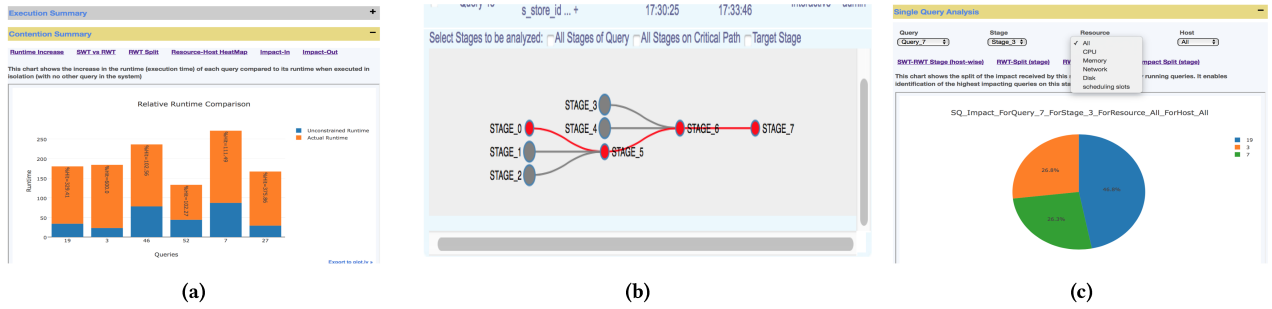 Execution Summary +
Contention Summary −
Runtime Increase SWT vs RWT RWT Split Resource-Host HeatMap Impact-In Impact-Out
This chart shows the increase in the runtime (execution time) of each query compared to its runtime when executed in
isolation (with no other query in the system)
Relative Runtime Comparison
Unconstrained Runtime
Actual Runtime
Runtime
250
200
150
100
50
0
19 3 46 52 7 27
Queries
Export to plot.ly »
(a)
s_store_id ... + 17:30:25 17:33:46
Select Stages to be analyzed: All Stages of Query All Stages on Critical Path Target Stage
STAGE_3
STAGE_0 STAGE_4 STAGE_6 STAGE_7
STAGE_1 STAGE_5
STAGE_2
(b)
Single Query Analysis −
Query Stage Resource Host
Query_7 Stage_3 All
✓ All
CPU
Memory
Network
Disk
scheduling slots
SWT-RWT Stage (host-wise) RWT-Split (stage) Impact Split (stage)
This chart shows the split of the impact received by this running queries. It enables
identification of the highest impacting queries on this
SQ_Impact_ForQuery_7_ForStage_3_ForResource_All_ForHost_All
19
3
7
26.8%
(c)